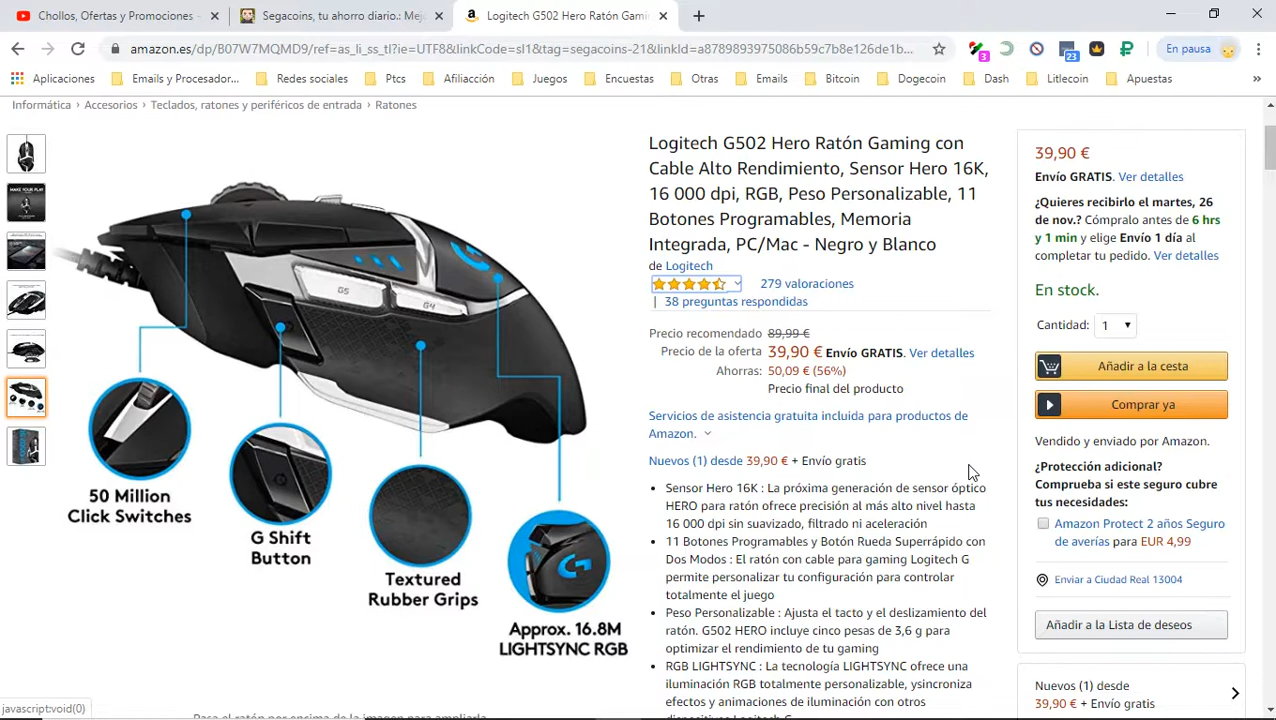 Chollos, Ofertas y Promociones -
Segacoins, tu ahorro diario.: Mej
Logitech G502 Hero Ratón Gami
amazon.es/dp/B07W7MQMD9/ref=as_li_ss_tl?ie=UTF8&linkCode=sl1&tag=segacoins-21&linkId=a8789893975086b59c7b8e126de1b...
3
23
En pausa
Aplicaciones
Emails y Procesador...
Redes sociales
Ptcs
Afiliación
Juegos
Encuestas
Otros
Emails
Bitcoin
Dogecoin
Dash
Litlecoin
Apuestas
»
Informática › Accesorios › Teclados, ratones y periféricos de entrada › Ratones
G5
G4
50 Million
Click Switches
G Shift
Button
Textured
Rubber Grips
Approx. 16.8M
LIGHTSYNC RGB
Logitech G502 Hero Ratón Gaming con
Cable Alto Rendimiento, Sensor Hero 16K,
16 000 dpi, RGB, Peso Personalizable, 11
Botones Programables, Memoria
Integrada, PC/Mac - Negro y Blanco
de Logitech
279 valoraciones
| 38 preguntas respondidas
Precio recomendado 89,99 €
Precio de la oferta 39,90 € Envío GRATIS. Ver detalles
Ahorras: 50,09 € (56%)
Precio final del producto
Servicios de asistencia gratuita incluida para productos de
Amazon.
Nuevos (1) desde 39,90 € + Envío gratis
• Sensor Hero 16K : La próxima generación de sensor óptico
HERO para ratón ofrece precisión al más alto nivel hasta
16 000 dpi sin suavizado, filtrado ni aceleración
• 11 Botones Programables y Botón Rueda Superrápido con
Dos Modos : El ratón con cable para gaming Logitech G
permite personalizar tu configuración para controlar
totalmente el juego
• Peso Personalizable : Ajusta el tacto y el deslizamiento del
ratón. G502 HERO incluye cinco pesas de 3,6 g para
optimizar el rendimiento de tu gaming
• RGB LIGHTSYNC : La tecnología LIGHTSYNC ofrece una
iluminación RGB totalmente personalizable, ysincroniza
efectos y animaciones de iluminación con otros
dispositivos Logitech G
39,90 €
Envío GRATIS. Ver detalles
¿Quieres recibirlo el martes, 26
de nov.? Cómpralo antes de 6 hrs
y 1 min y elige Envío 1 día al
completar tu pedido. Ver detalles
En stock.
Cantidad: 1
Añadir a la cesta
Comprar ya
Vendido y enviado por Amazon.
¿Protección adicional?
Comprueba si este seguro cubre
tus necesidades:
Amazon Protect 2 años Seguro
de averías para EUR 4,99
Enviar a Ciudad Real 13004
Añadir a la Lista de deseos
Nuevos (1) desde
39,90 € + Envío gratis
javascript:void(0)
Pasa el ratón por encima de la imagen para ampliarla